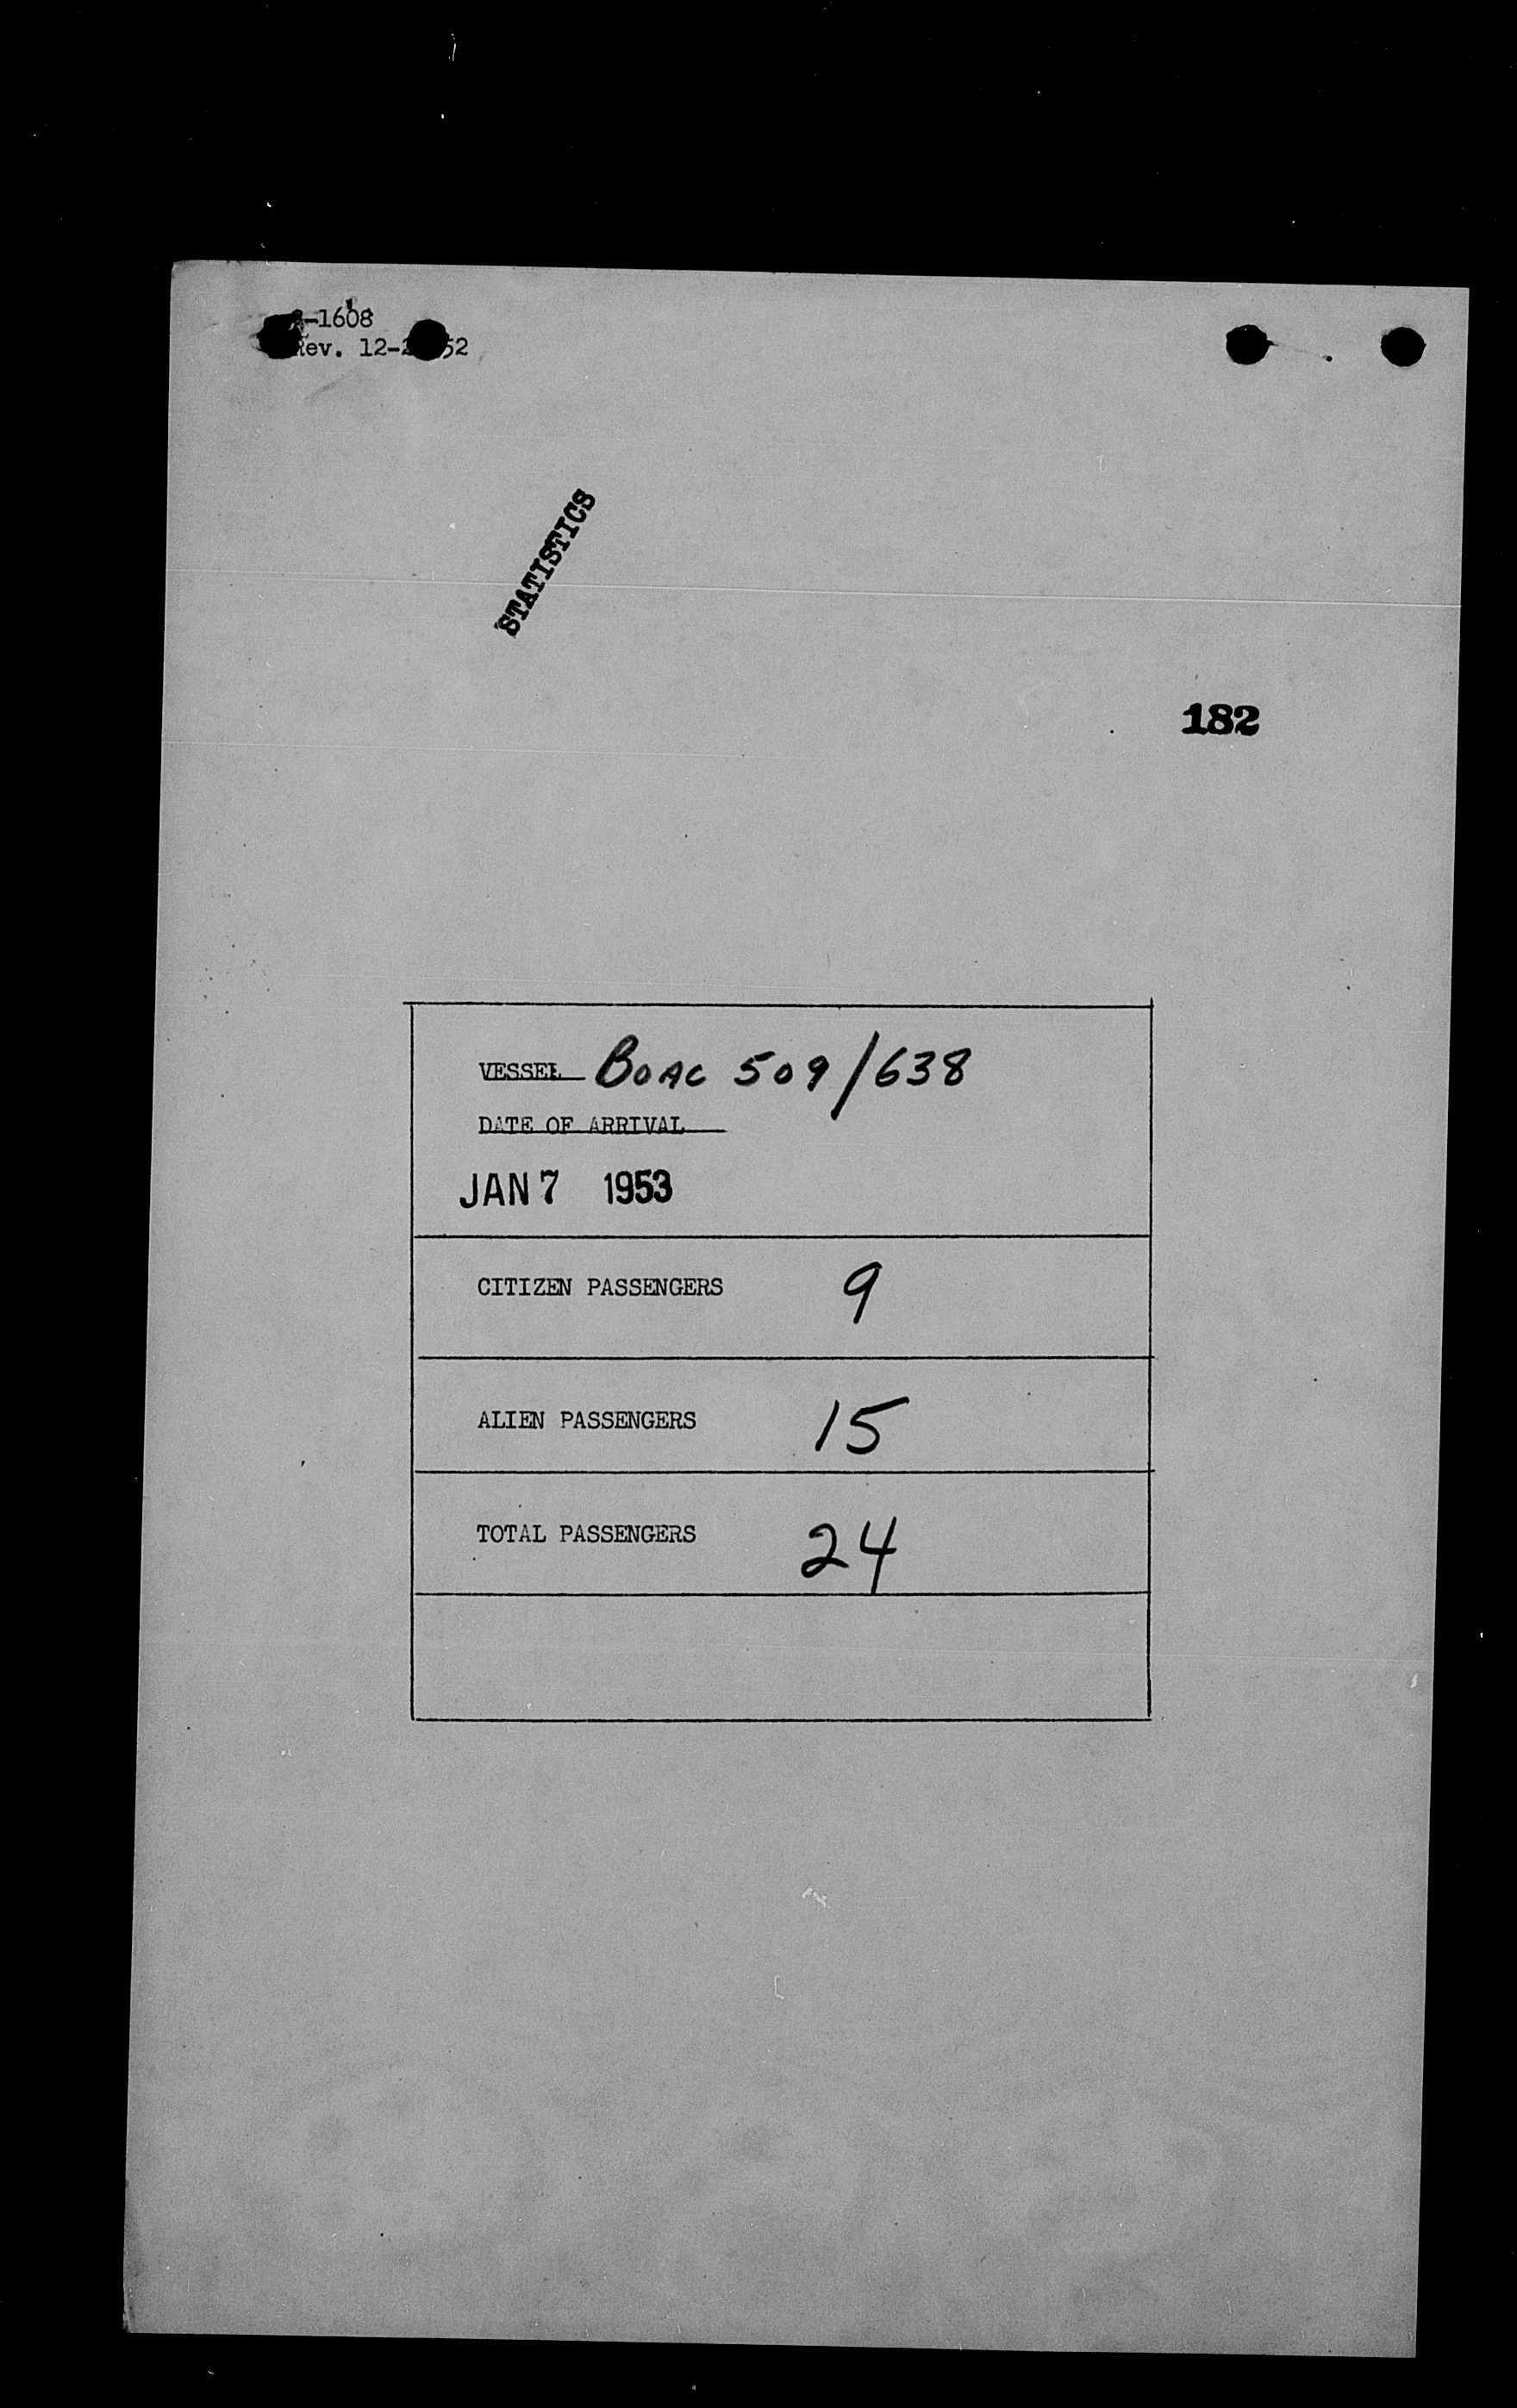 -1608
Rev. 12-2 52
STATISTICS
182
VESSEL BOAC 509/638
DATE OF ARRIVAL
JAN 7 1953
CITIZEN PASSENGERS 9
ALIEN PASSENGERS 15
TOTAL PASSENGERS 24